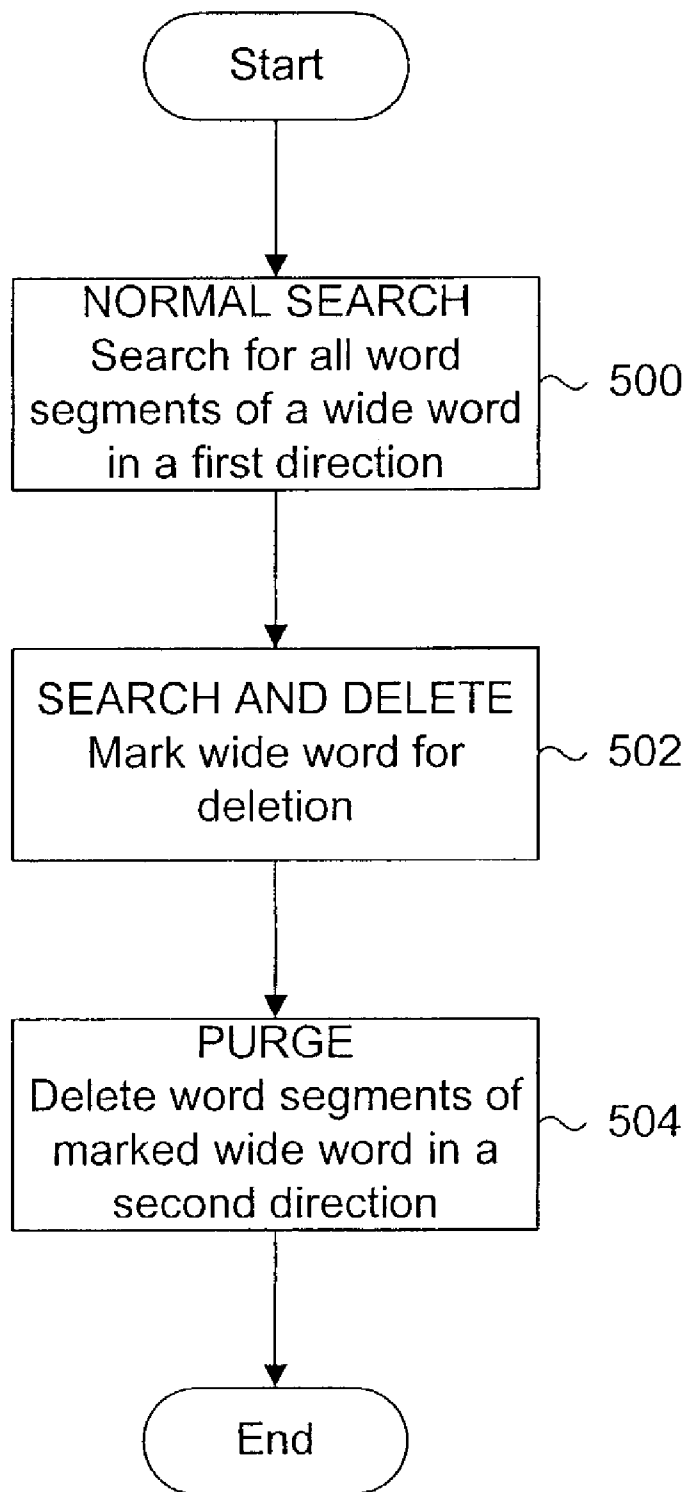 Start
NORMAL SEARCH
Search for all word
segments of a wide word
in a first direction
500
SEARCH AND DELETE
Mark wide word for
deletion
502
PURGE
Delete word segments of
marked wide word in a
second direction
504
End